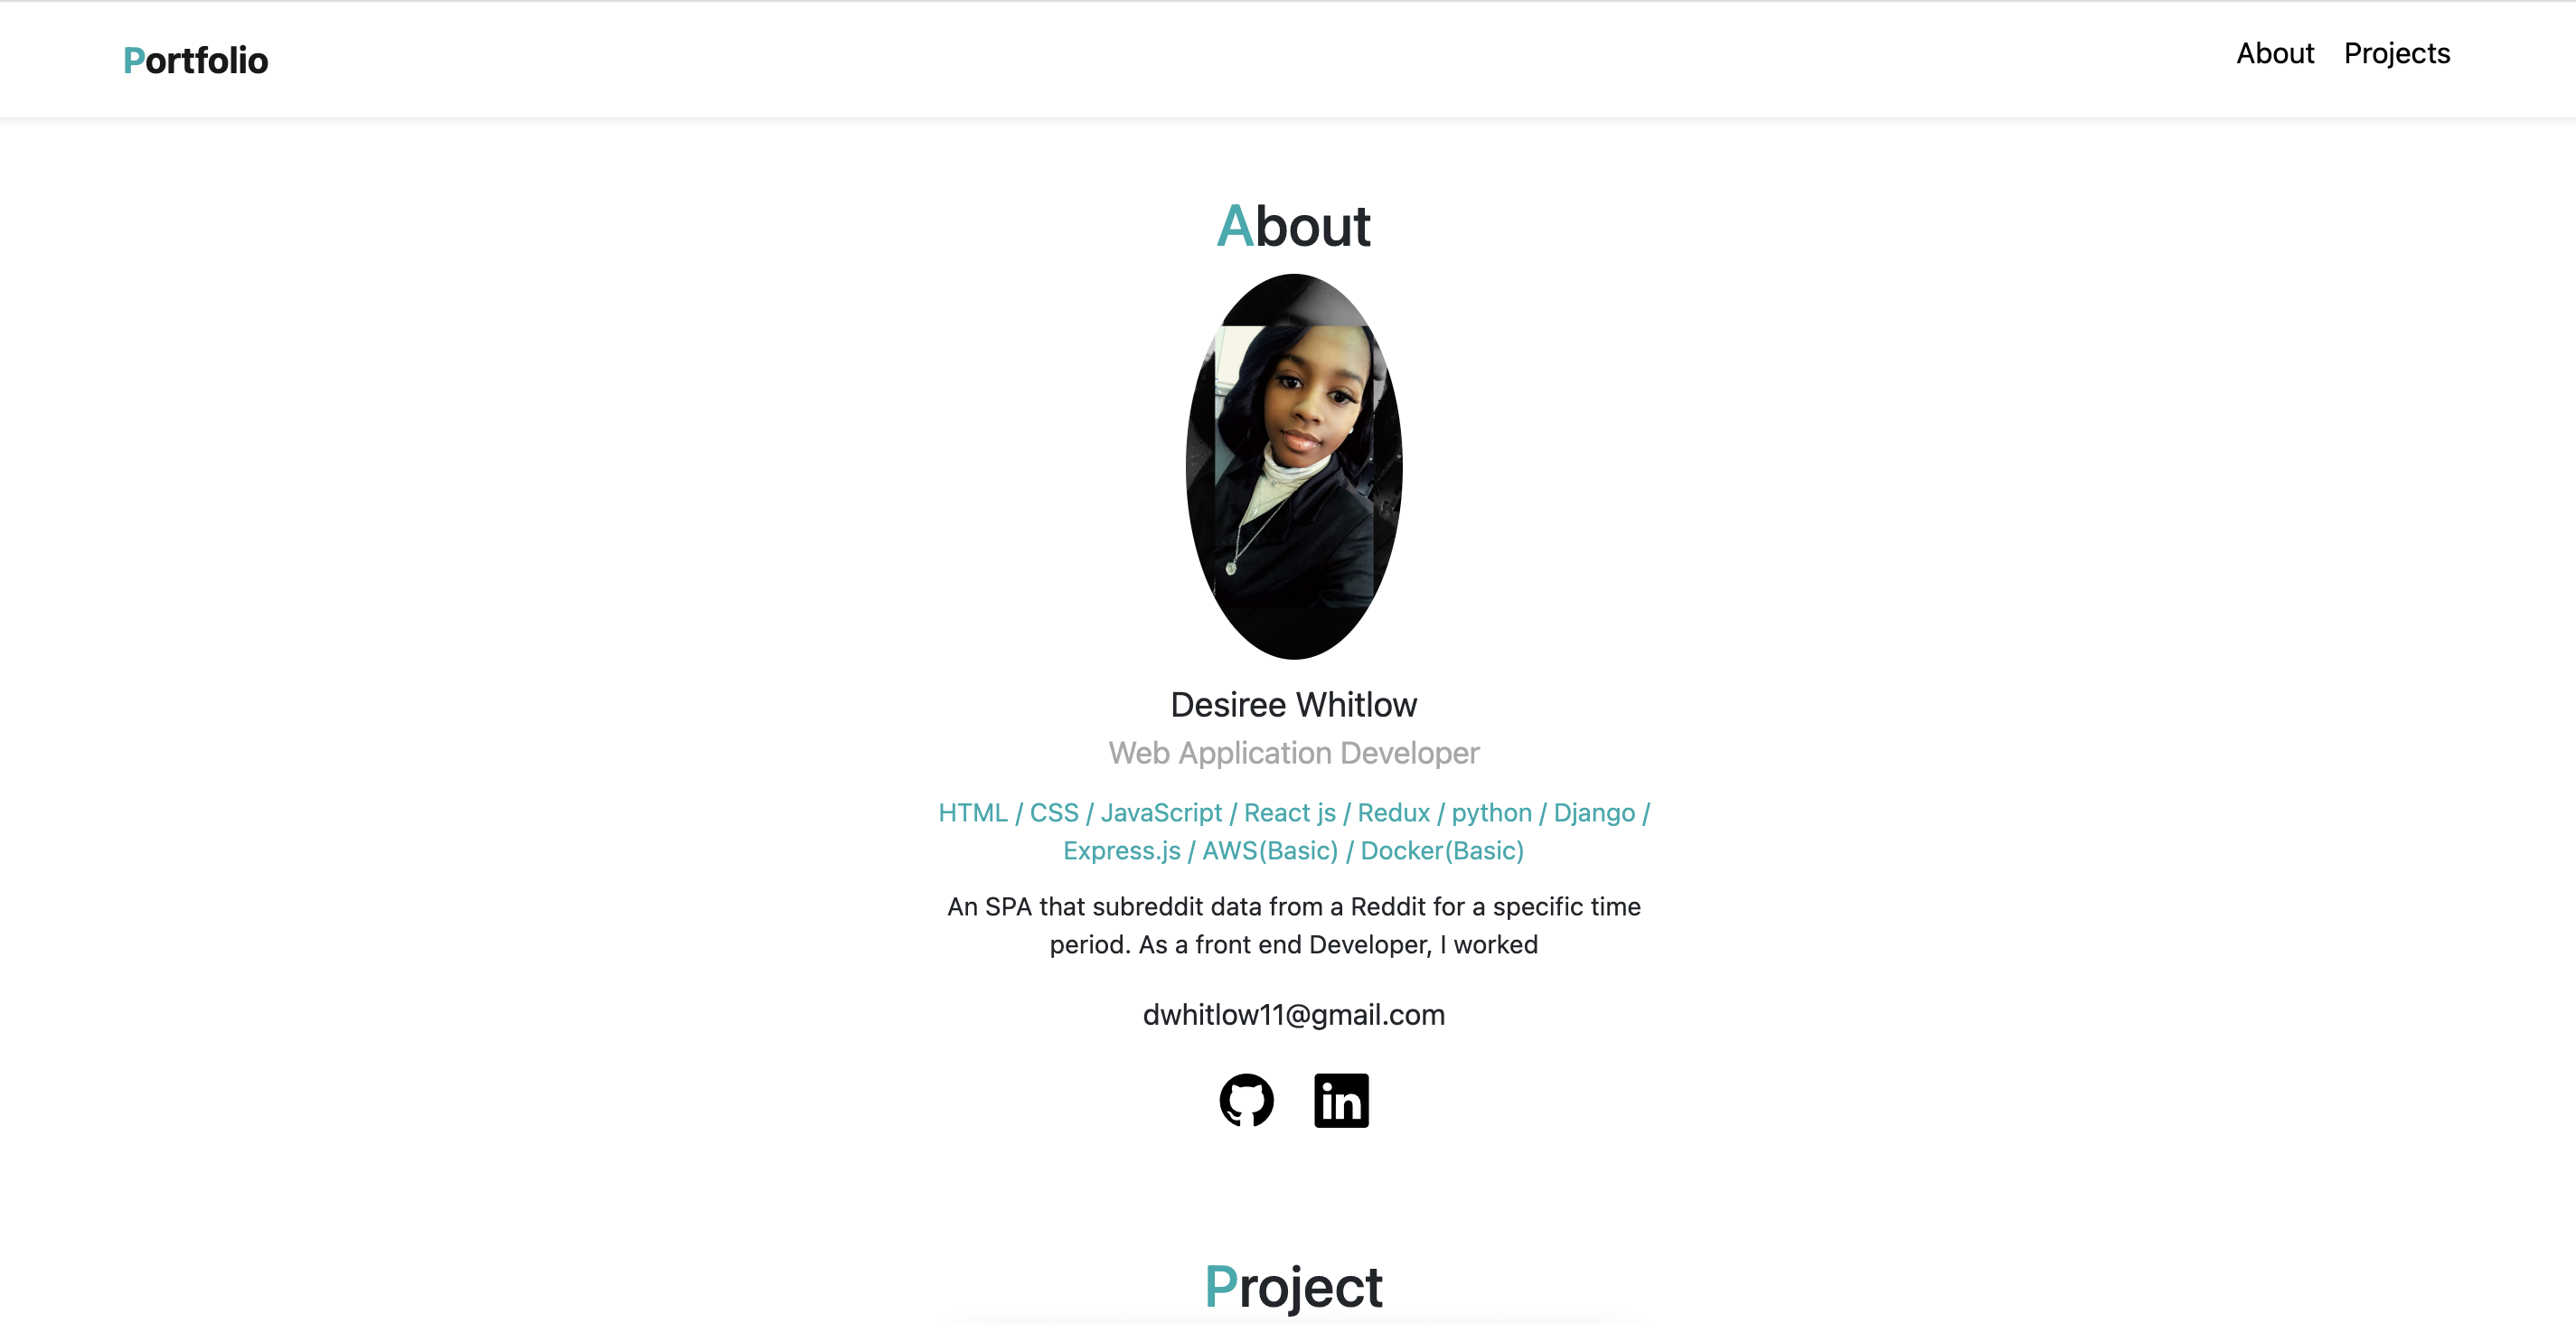 Portfolio
About Projects
About
Desiree Whitlow
Web Application Developer
HTML / CSS / JavaScript / React js / Redux / python / Django /
Express.js / AWS(Basic) / Docker(Basic)
An SPA that subreddit data from a Reddit for a specific time
period. As a front end Developer, I worked
dwhitlow11@gmail.com
in
Project